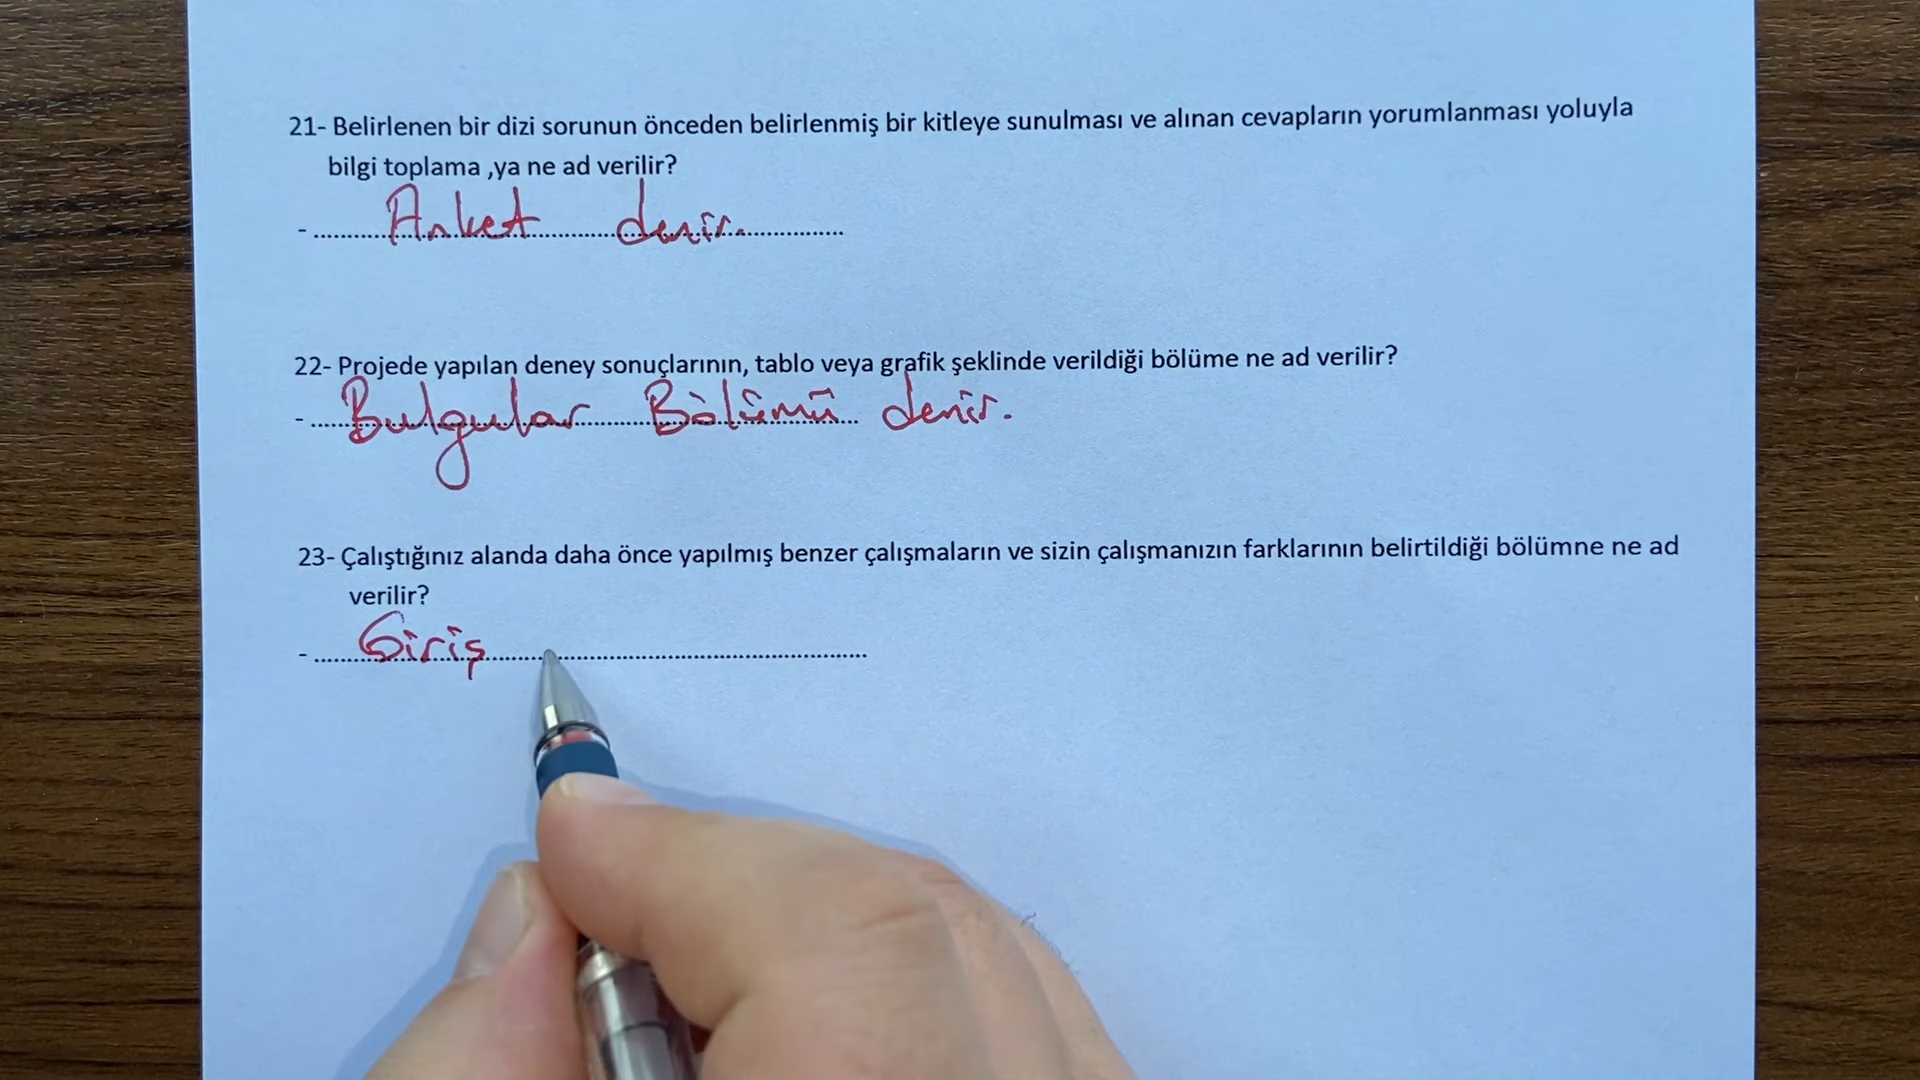 21- Belirlenen bir dizi sorunun önceden belirlenmiş bir kitleye sunulması ve alınan cevapların yorumlanması yoluyla
bilgi toplama ,ya ne ad verilir?
- Anket denir.
22- Projede yapılan deney sonuçlarının, tablo veya grafik şeklinde verildiği bölüme ne ad verilir?
- Bulgular Bölümü denir.
23- Çalıştığınız alanda daha önce yapılmış benzer çalışmaların ve sizin çalışmanızın farklarının belirtildiği bölümne ne ad
verilir?
- Giriş